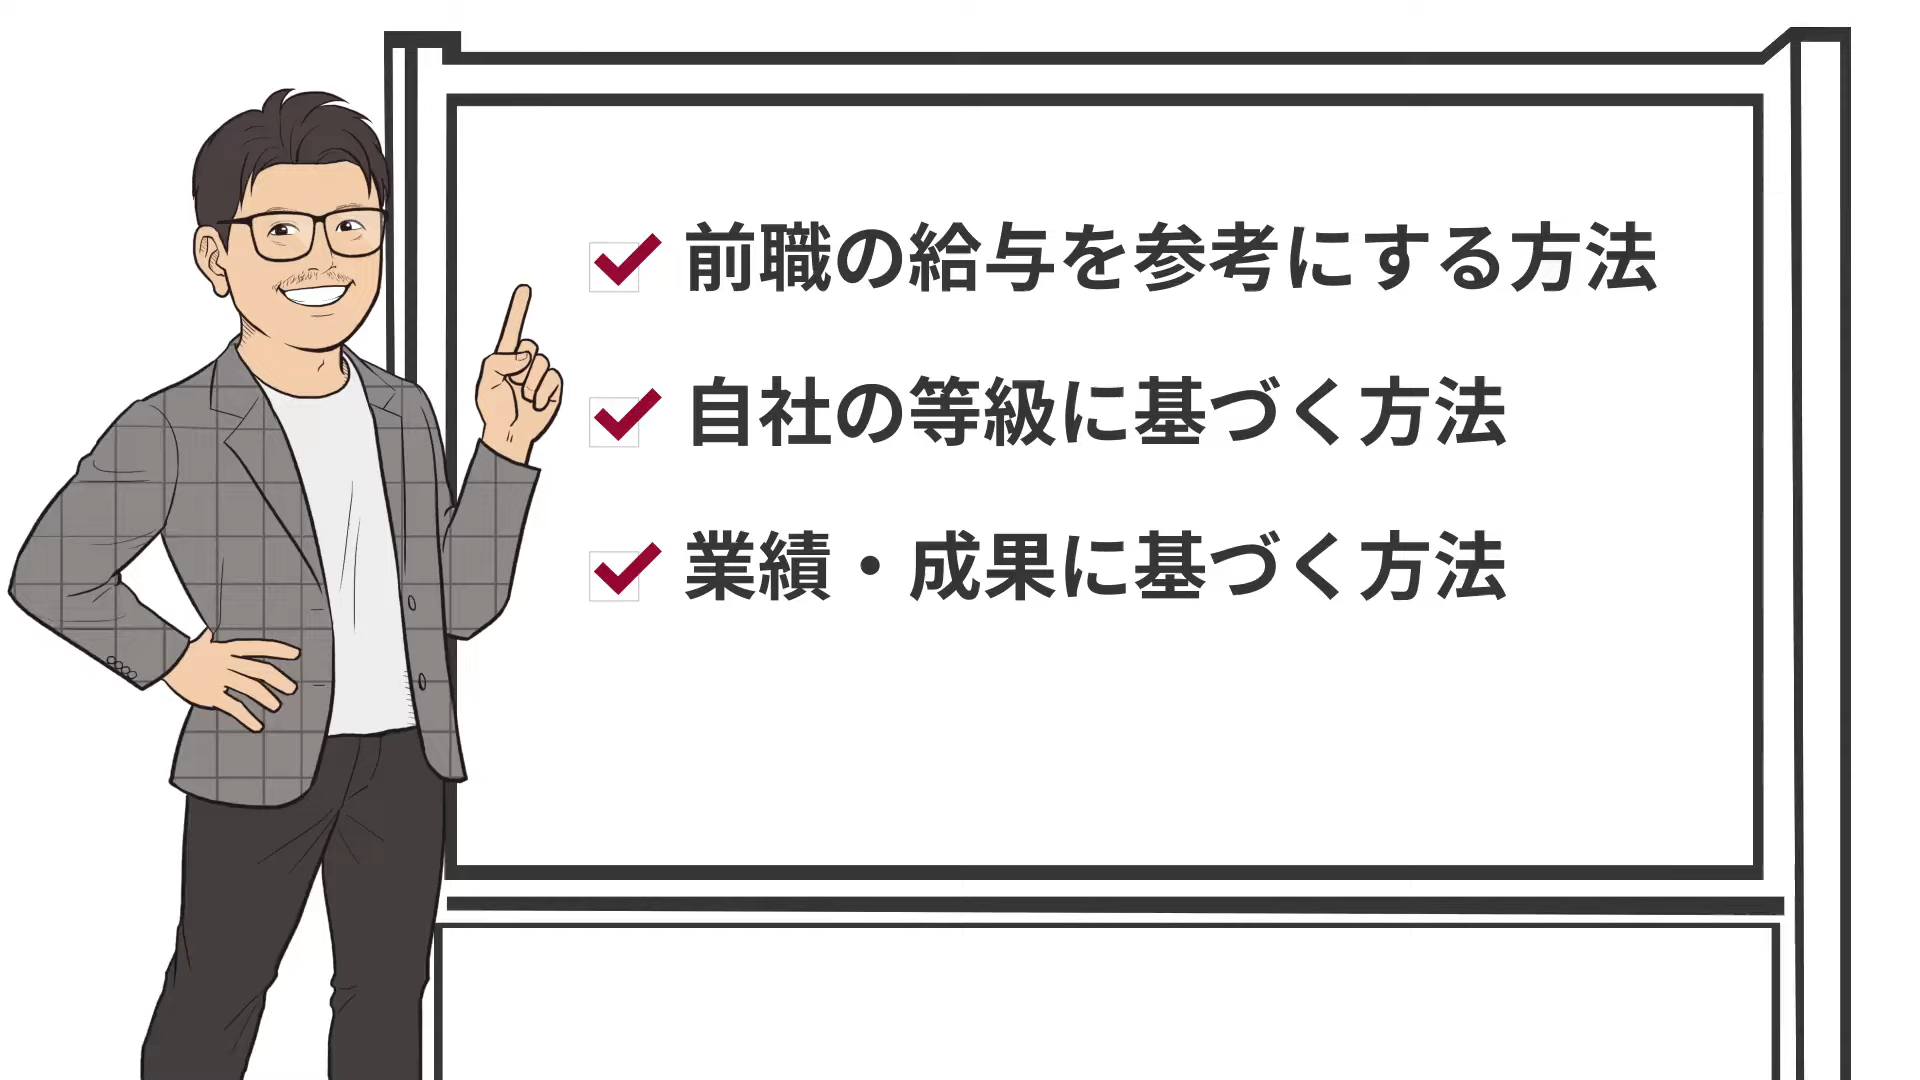 前職の給与を参考にする方法
自社の等級に基づく方法
業績・成果に基づく方法